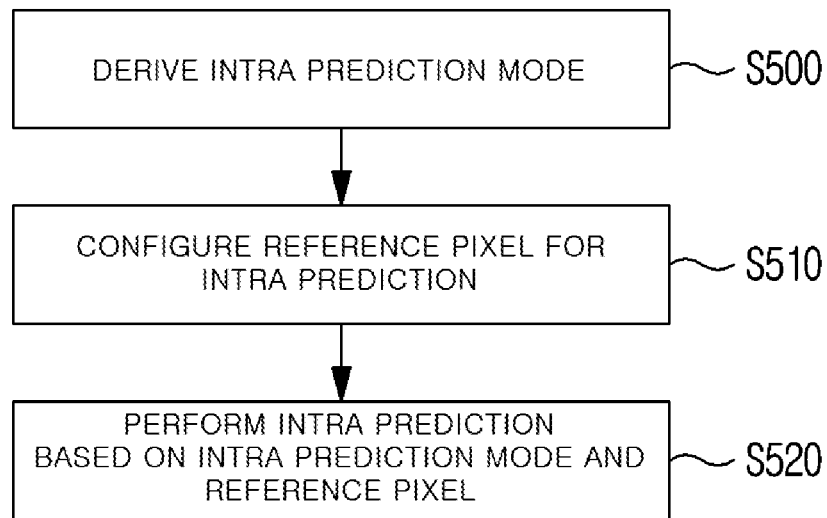 DERIVE INTRA PREDICTION MODE
S500
CONFIGURE REFERENCE PIXEL FOR
INTRA PREDICTION
S510
PERFORM INTRA PREDICTION
BASED ON INTRA PREDICTION MODE AND
REFERENCE PIXEL
S520